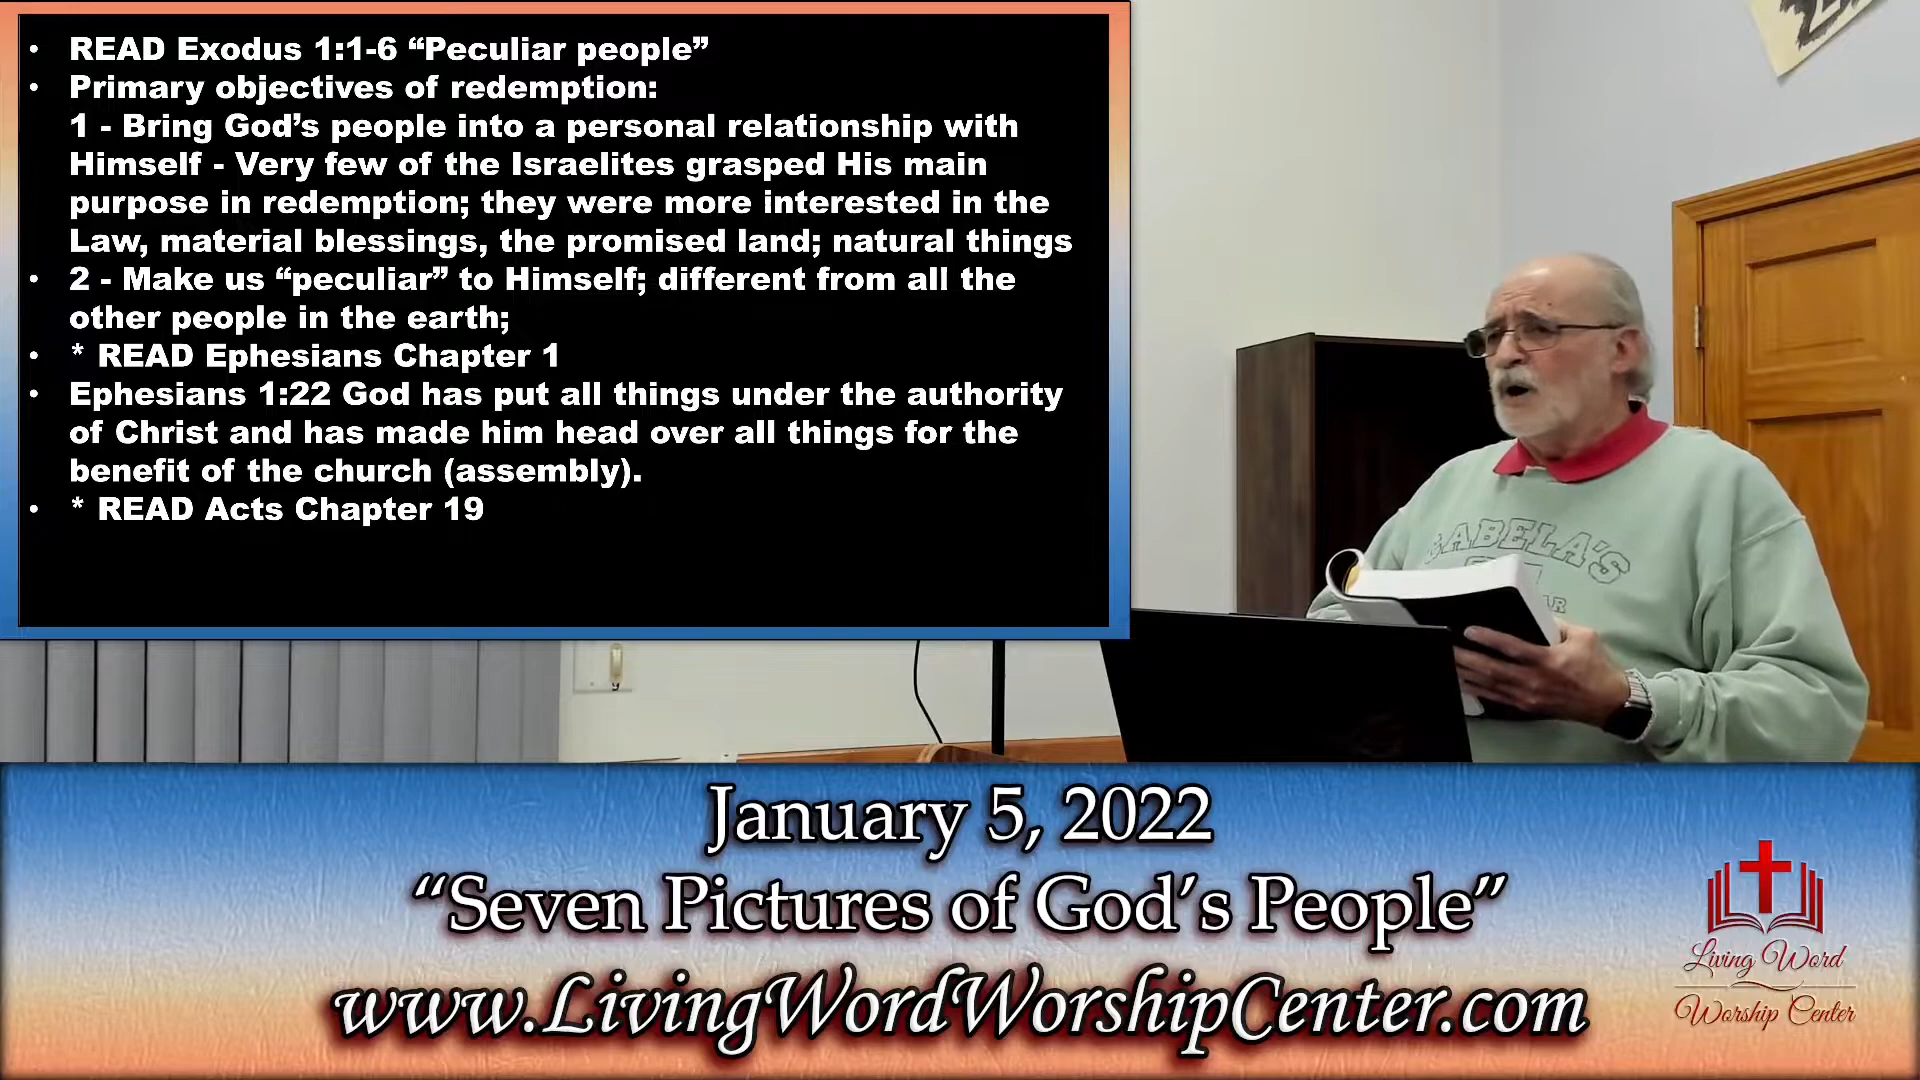 • READ Exodus 1:1-6 “Peculiar people”
• Primary objectives of redemption:
1 - Bring God’s people into a personal relationship with
Himself - Very few of the Israelites grasped His main
purpose in redemption; they were more interested in the
Law, material blessings, the promised land; natural things
• 2 - Make us “peculiar” to Himself; different from all the
other people in the earth;
• * READ Ephesians Chapter 1
• Ephesians 1:22 God has put all things under the authority
of Christ and has made him head over all things for the
benefit of the church (assembly).
• * READ Acts Chapter 19
CABELA'S
January 5, 2022
“Seven Pictures of God’s People”
www.LivingWordWorshipCenter.com
Living Word
Worship Center